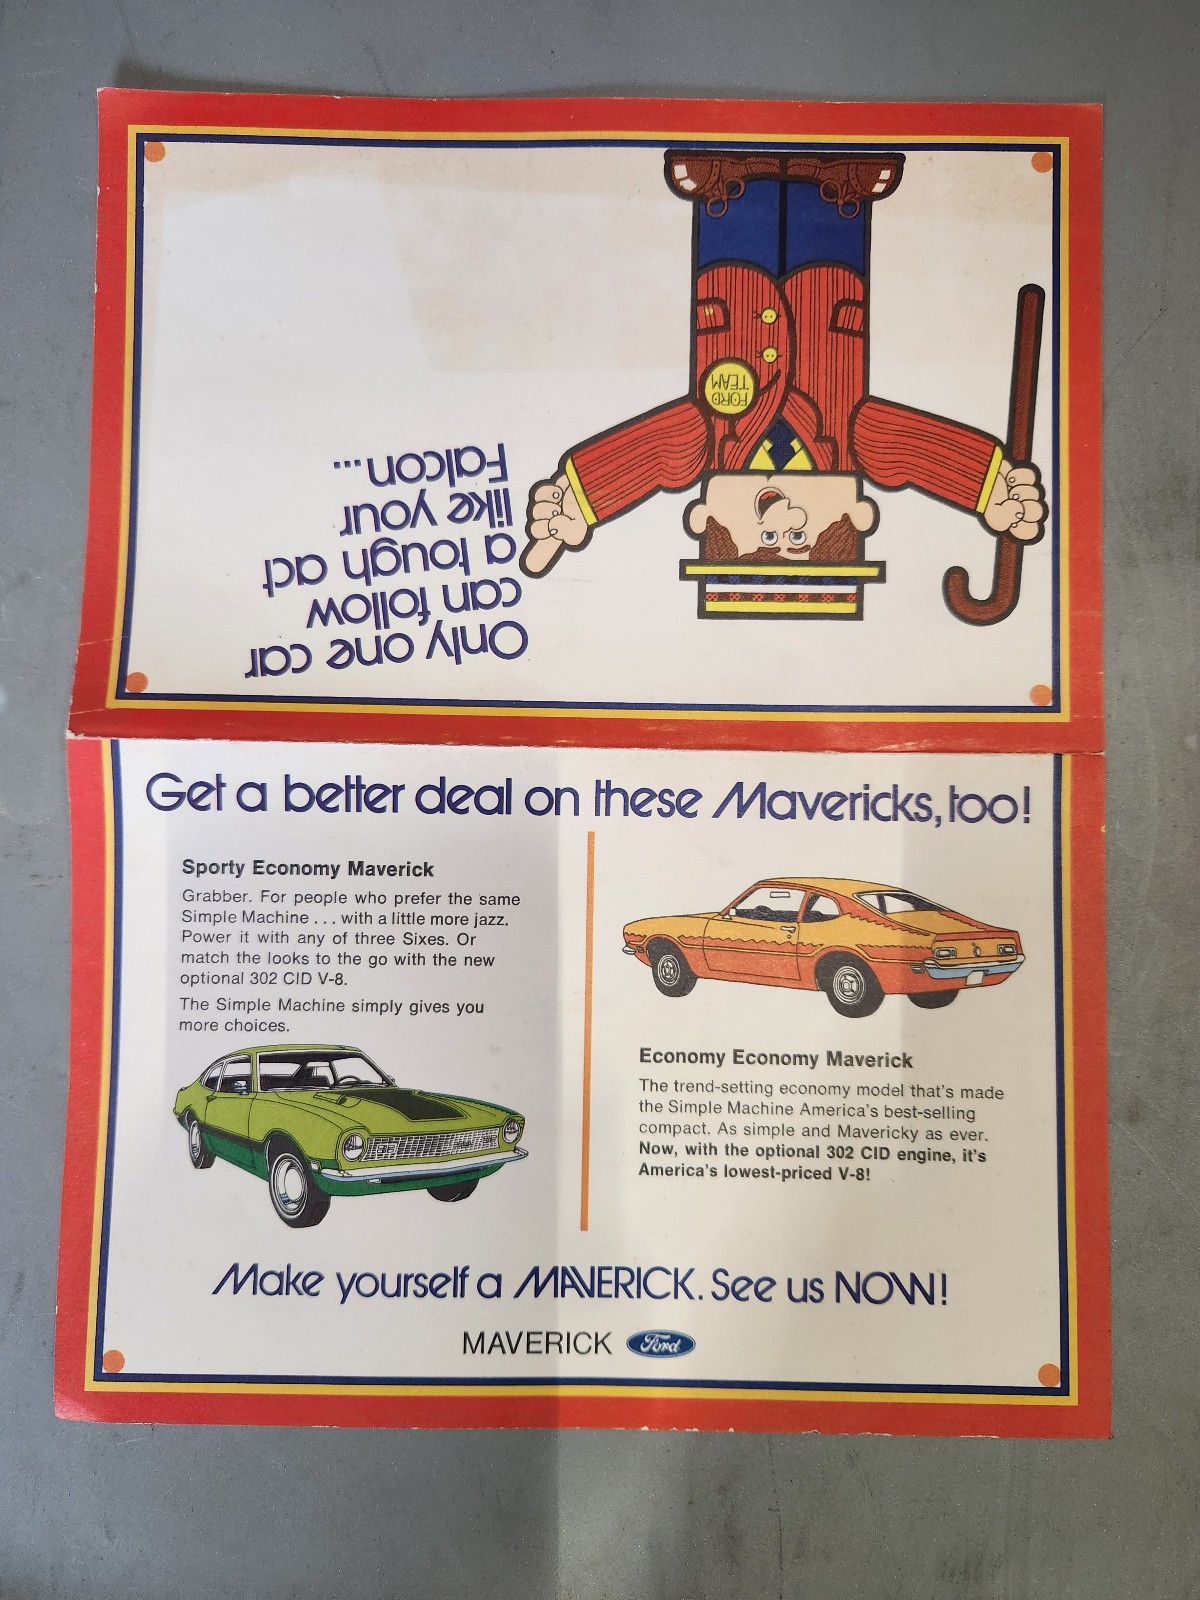 Only one car
can follow
a tough act
like your
Falcon...
FORD
TEAM
Get a better deal on these Mavericks, too!
Sporty Economy Maverick
Grabber. For people who prefer the same
Simple Machine . . . with a little more jazz.
Power it with any of three Sixes. Or
match the looks to the go with the new
optional 302 CID V-8.
The Simple Machine simply gives you
more choices.
Economy Economy Maverick
The trend-setting economy model that's made
the Simple Machine America's best-selling
compact. As simple and Mavericky as ever.
Now, with the optional 302 CID engine, it's
America's lowest-priced V-8!
Make yourself a MAVERICK. See us NOW!
MAVERICK Ford